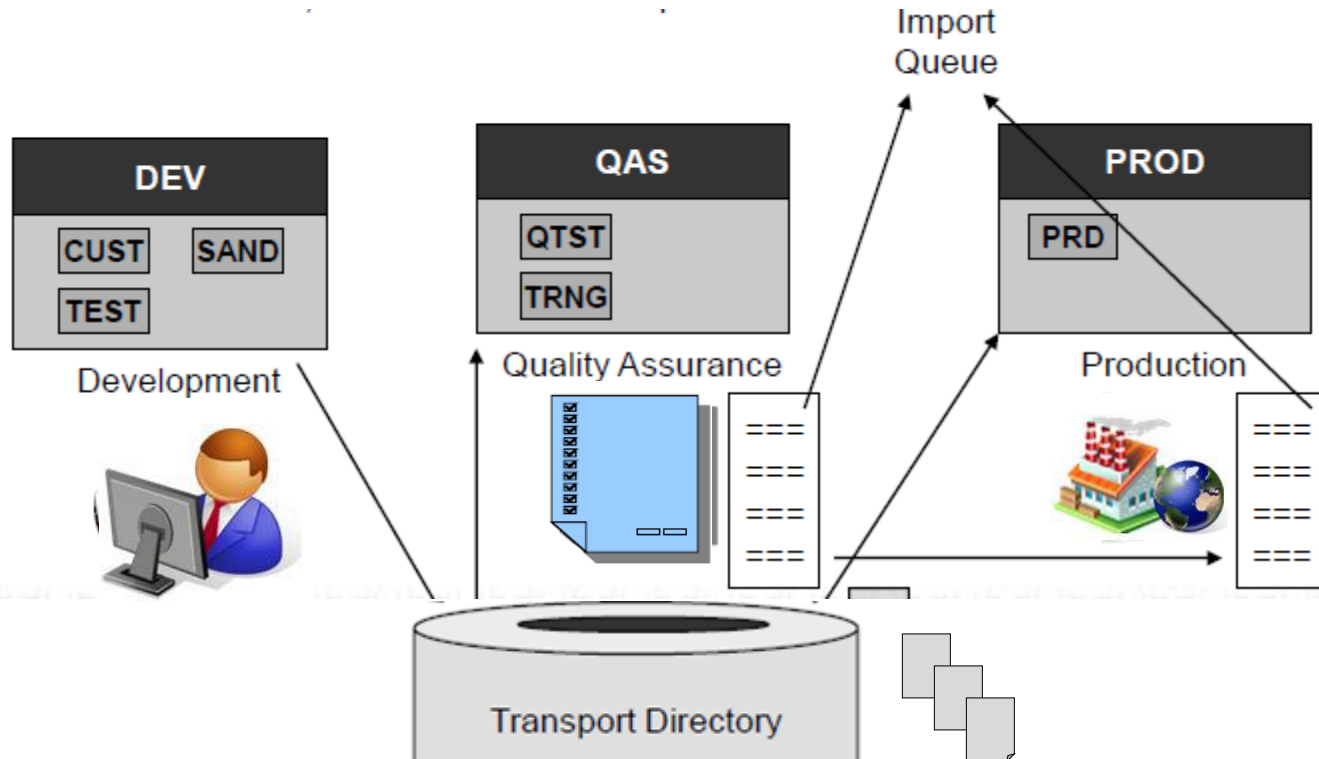 Import
Queue
DEV
QAS
PROD
CUST
SAND
TEST
QTST
TRNG
PRD
Development
Quality Assurance
Production
===
===
===
===
===
===
===
===
Transport Directory